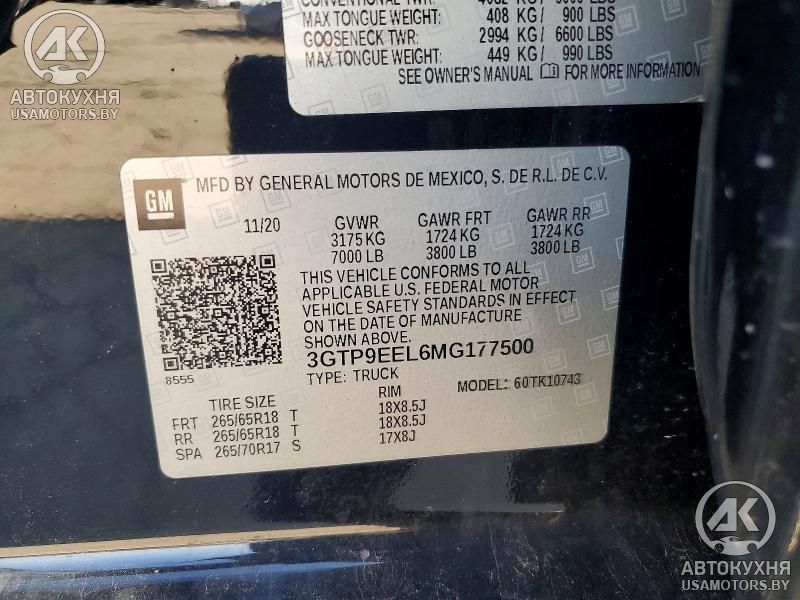 CONVENTIONAL TWR:
MAX TONGUE WEIGHT: 408 KG / 900 LBS
GOOSENECK TWR: 2994 KG / 6600 LBS
MAX TONGUE WEIGHT: 449 KG / 990 LBS
SEE OWNER'S MANUAL FOR MORE INFORMATION
GM
АК
АВТОКУХНЯ
USAMOTORS.BY
GM MFD BY GENERAL MOTORS DE MEXICO, S. DE R.L. DE C.V.
11/20 GVWR GAWR FRT GAWR RR
3175 KG 1724 KG 1724 KG
7000 LB 3800 LB 3800 LB
THIS VEHICLE CONFORMS TO ALL
APPLICABLE U.S. FEDERAL MOTOR
VEHICLE SAFETY STANDARDS IN EFFECT
ON THE DATE OF MANUFACTURE
SHOWN ABOVE.
3GTP9EEL6MG177500
8555
TYPE: TRUCK MODEL: 60TK10743
TIRE SIZE RIM
FRT 265/65R18 T 18X8.5J
RR 265/65R18 T 18X8.5J
SPA 265/70R17 S 17X8J
АК
АВТОКУХНЯ
USAMOTORS.BY